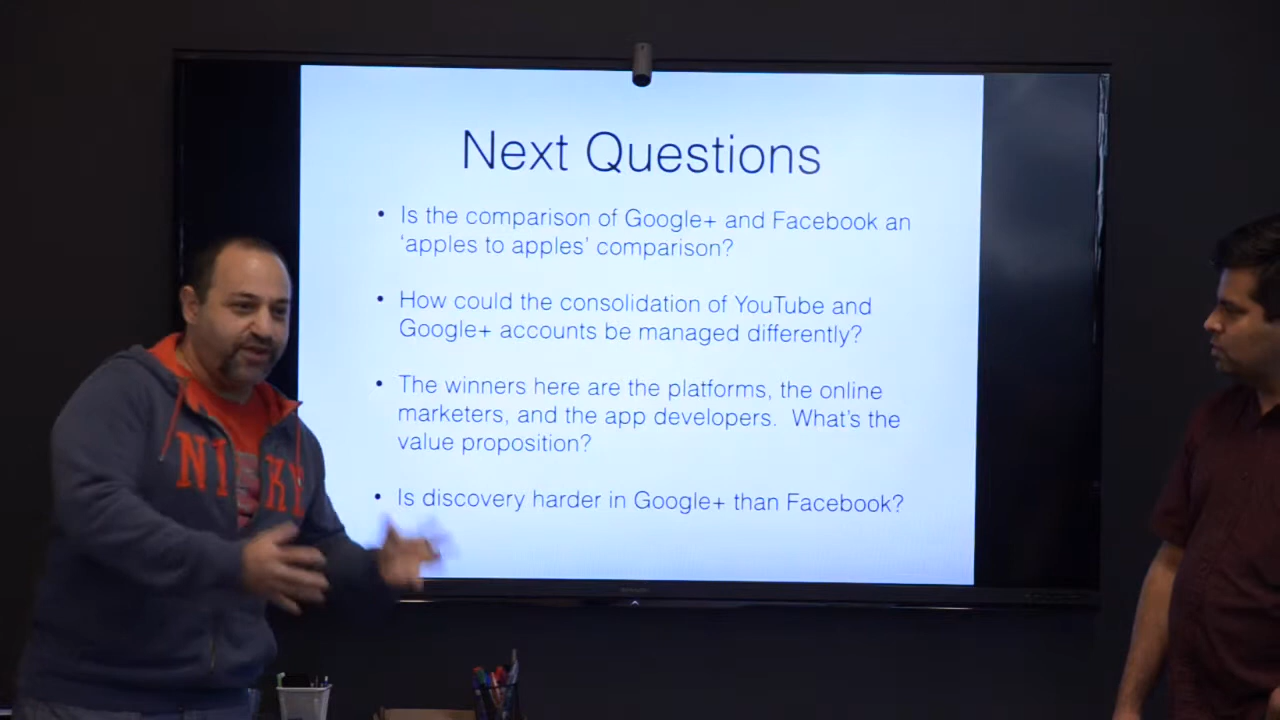 Next Questions
• Is the comparison of Google+ and Facebook an
‘apples to apples’ comparison?
• How could the consolidation of YouTube and
Google+ accounts be managed differently?
• The winners here are the platforms, the online
marketers, and the app developers.  What’s the
value proposition?
• Is discovery harder in Google+ than Facebook?